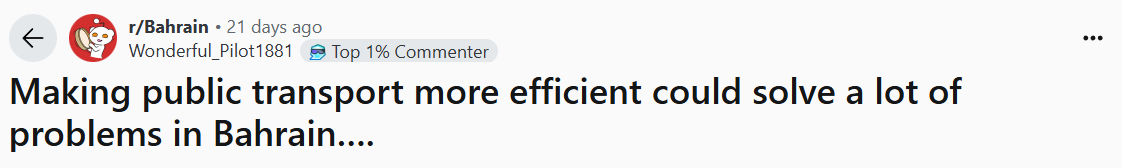 r/Bahrain • 21 days ago
Wonderful_Pilot1881 Top 1% Commenter
Making public transport more efficient could solve a lot of
problems in Bahrain....